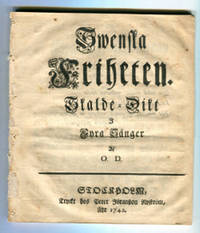 Swenska
Friheten.
Skalde-Dikt
I
Fyra Sånger
Af
O. D.
STOCKHOLM,
Tryckt hos Peter Jöransson Nyström,
Åhr 1742.